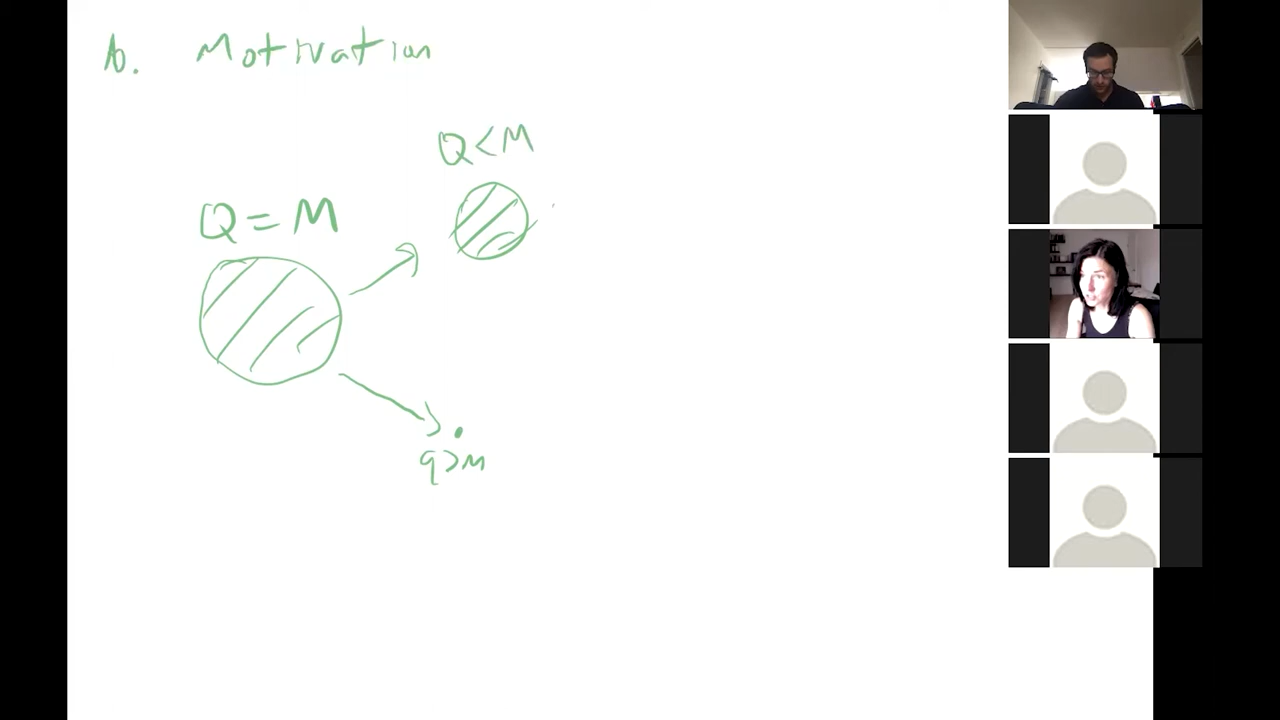 b. Motivation
Q < M
Q = M
q > m